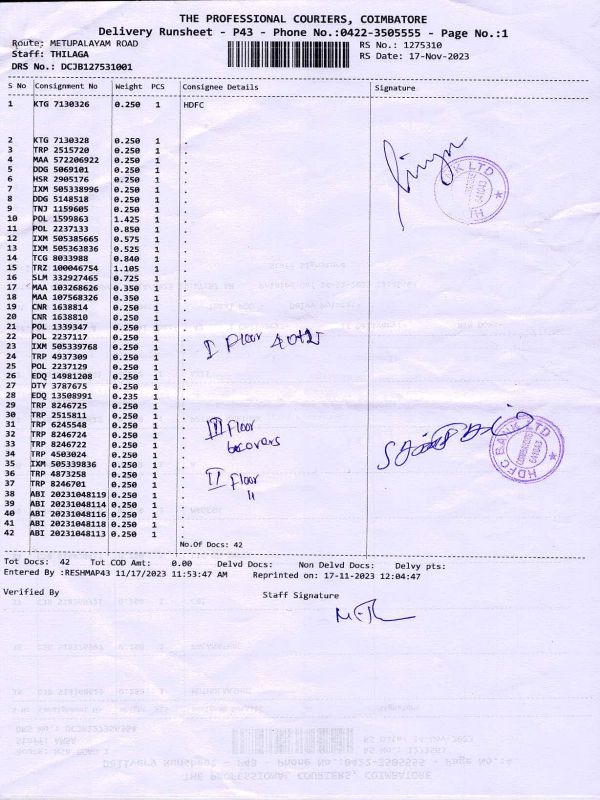 THE PROFESSIONAL COURIERS, COIMBATORE
Delivery Runsheet - P43 - Phone No.:0422-3505555 - Page No.:1
Route: METUPALAYAM ROAD
RS No.: 1275310
Staff: THILAGA
RS Date: 17-Nov-2023
DRS No.: DCJB127531001
S No Consignment No Weight PCS Consignee Details Signature
1 KTG 7130326 0.250 1 HDFC
2 KTG 7130328 0.250 1 .
3 TRP 2515720 0.250 1 .
4 MAA 572206922 0.250 1 .
5 DDG 5069101 0.250 1 .
6 HSR 2905176 0.250 1 .
7 IXM 505338996 0.250 1 .
8 DDG 5148518 0.250 1 .
9 TNJ 1159605 0.250 1 .
10 POL 1599863 1.425 1 .
11 POL 2237133 0.850 1 .
12 IXM 505385665 0.575 1 .
13 IXM 505363836 0.525 1 .
14 TCG 8033988 0.840 1 .
15 TRZ 100046754 1.105 1 .
16 SLM 332927465 0.725 1 .
17 MAA 103268626 0.350 1 .
18 MAA 107568326 0.350 1 .
19 CNR 1638814 0.250 1 .
20 CNR 1638810 0.250 1 .
21 POL 1339347 0.250 1 .
22 POL 2237117 0.250 1 .
23 IXM 505339768 0.250 1 .
24 TRP 4937309 0.250 1 .
25 POL 2237129 0.250 1 .
26 EDQ 14981208 0.250 1 .
27 DTY 3787675 0.250 1 .
28 EDQ 13508991 0.235 1 .
29 TRP 8246725 0.250 1 .
30 TRP 2515811 0.250 1 .
31 TRP 6245548 0.250 1 .
32 TRP 8246724 0.250 1 .
33 TRP 8246722 0.250 1 .
34 TRP 4503024 0.250 1 .
35 IXM 505339836 0.250 1 .
36 TRP 4873258 0.250 1 .
37 TRP 8246701 0.250 1 .
38 ABI 20231048119 0.250 1 .
39 ABI 20231048114 0.250 1 .
40 ABI 20231048116 0.250 1 .
41 ABI 20231048118 0.250 1 .
42 ABI 20231048113 0.250 1 .
I Floor
III Floor
II Floor
11
K LTD
HDFC BANK LTD
No.Of Docs: 42
Tot Docs: 42 Tot COD Amt: 0.00 Delvd Docs: Non Delvd Docs: Delvy pts:
Entered By :RESHMAP43 11/17/2023 11:53:47 AM Reprinted on: 17-11-2023 12:04:47
Verified By
Staff Signature